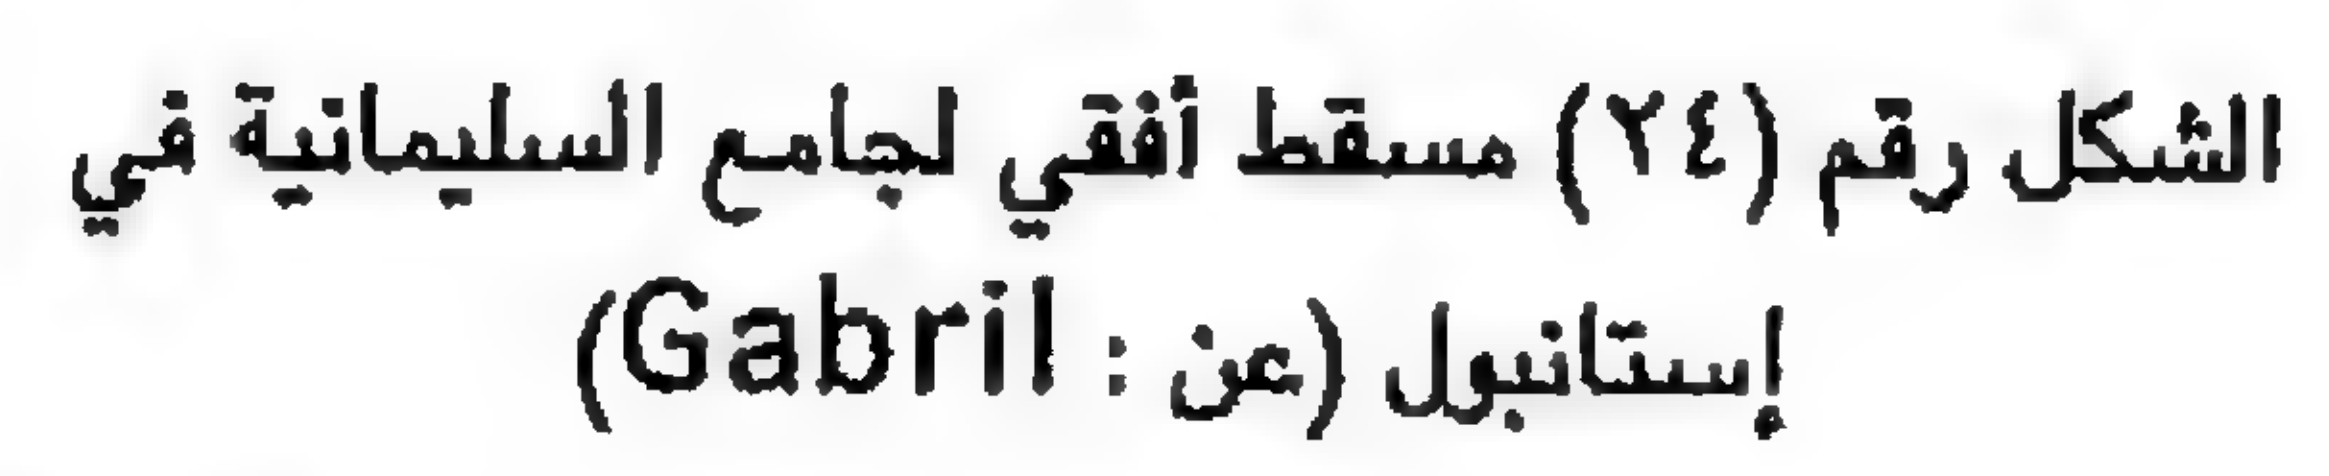 الشكل رقم (٢٤) مسقط أفقي لجامع السليمانية في
إستانبول (عن : Gabril)